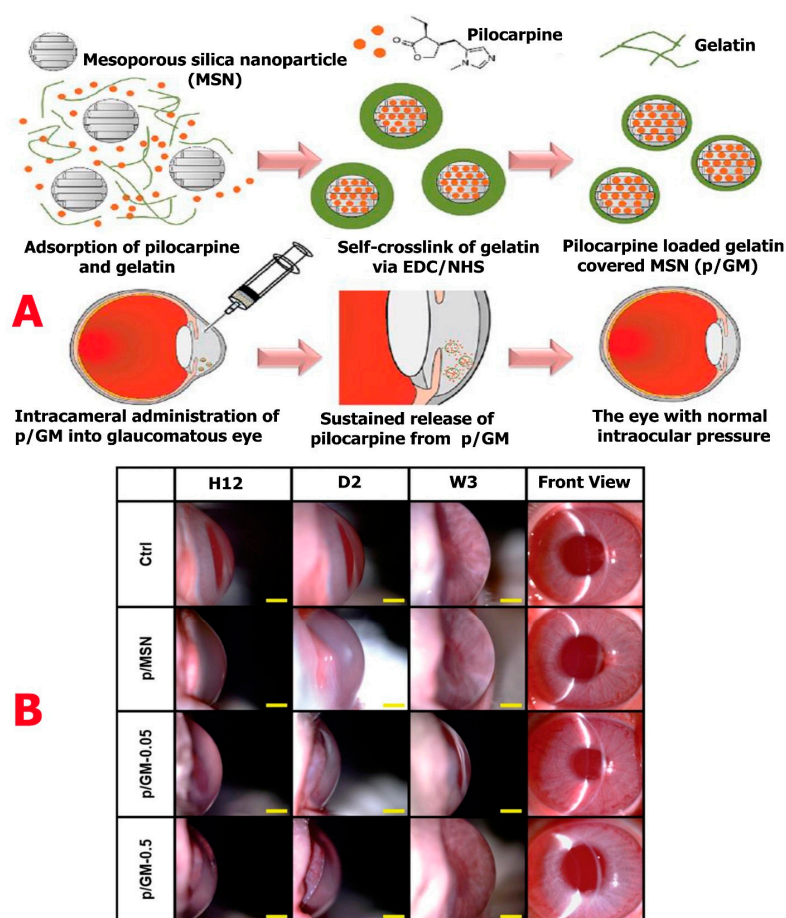 Mesoporous silica nanoparticle
(MSN)
Pilocarpine
Gelatin
O
O
N
N
Adsorption of pilocarpine
and gelatin
Self-crosslink of gelatin
via EDC/NHS
Pilocarpine loaded gelatin
covered MSN (p/GM)
A
Intracameral administration of
p/GM into glaucomatous eye
Sustained release of
pilocarpine from p/GM
The eye with normal
intraocular pressure
B
H12
D2
W3
Front View
Ctrl
p/MSN
p/GM-0.05
p/GM-0.5